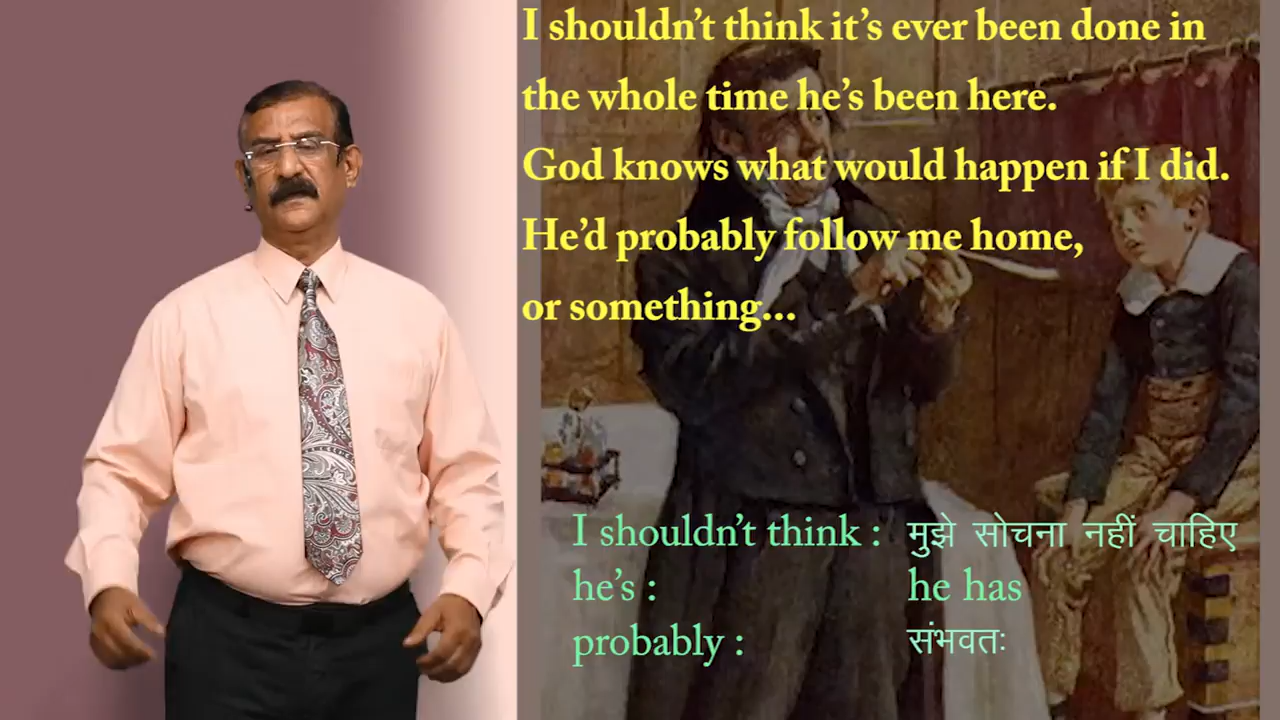 I shouldn't think it's ever been done in
the whole time he's been here.
God knows what would happen if I did.
He'd probably follow me home,
or something...
I shouldn't think : मुझे सोचना नहीं चाहिए
he's : he has
probably : संभवतः